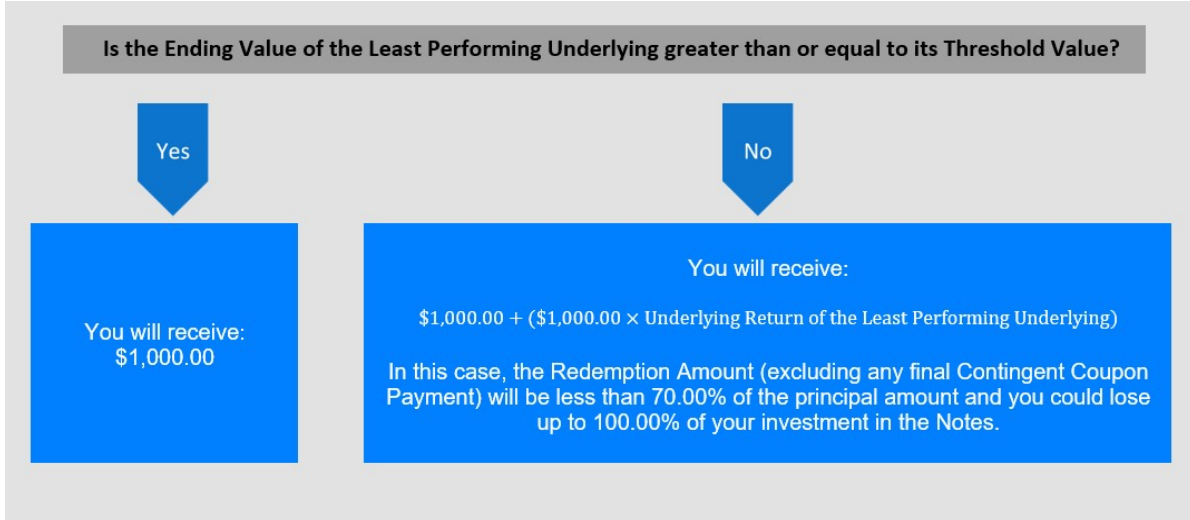 Is the Ending Value of the Least Performing Underlying greater than or equal to its Threshold Value?
Yes
No
You will receive:
$1,000.00
You will receive:
$1,000.00 + ($1,000.00 × Underlying Return of the Least Performing Underlying)
In this case, the Redemption Amount (excluding any final Contingent Coupon
Payment) will be less than 70.00% of the principal amount and you could lose
up to 100.00% of your investment in the Notes.